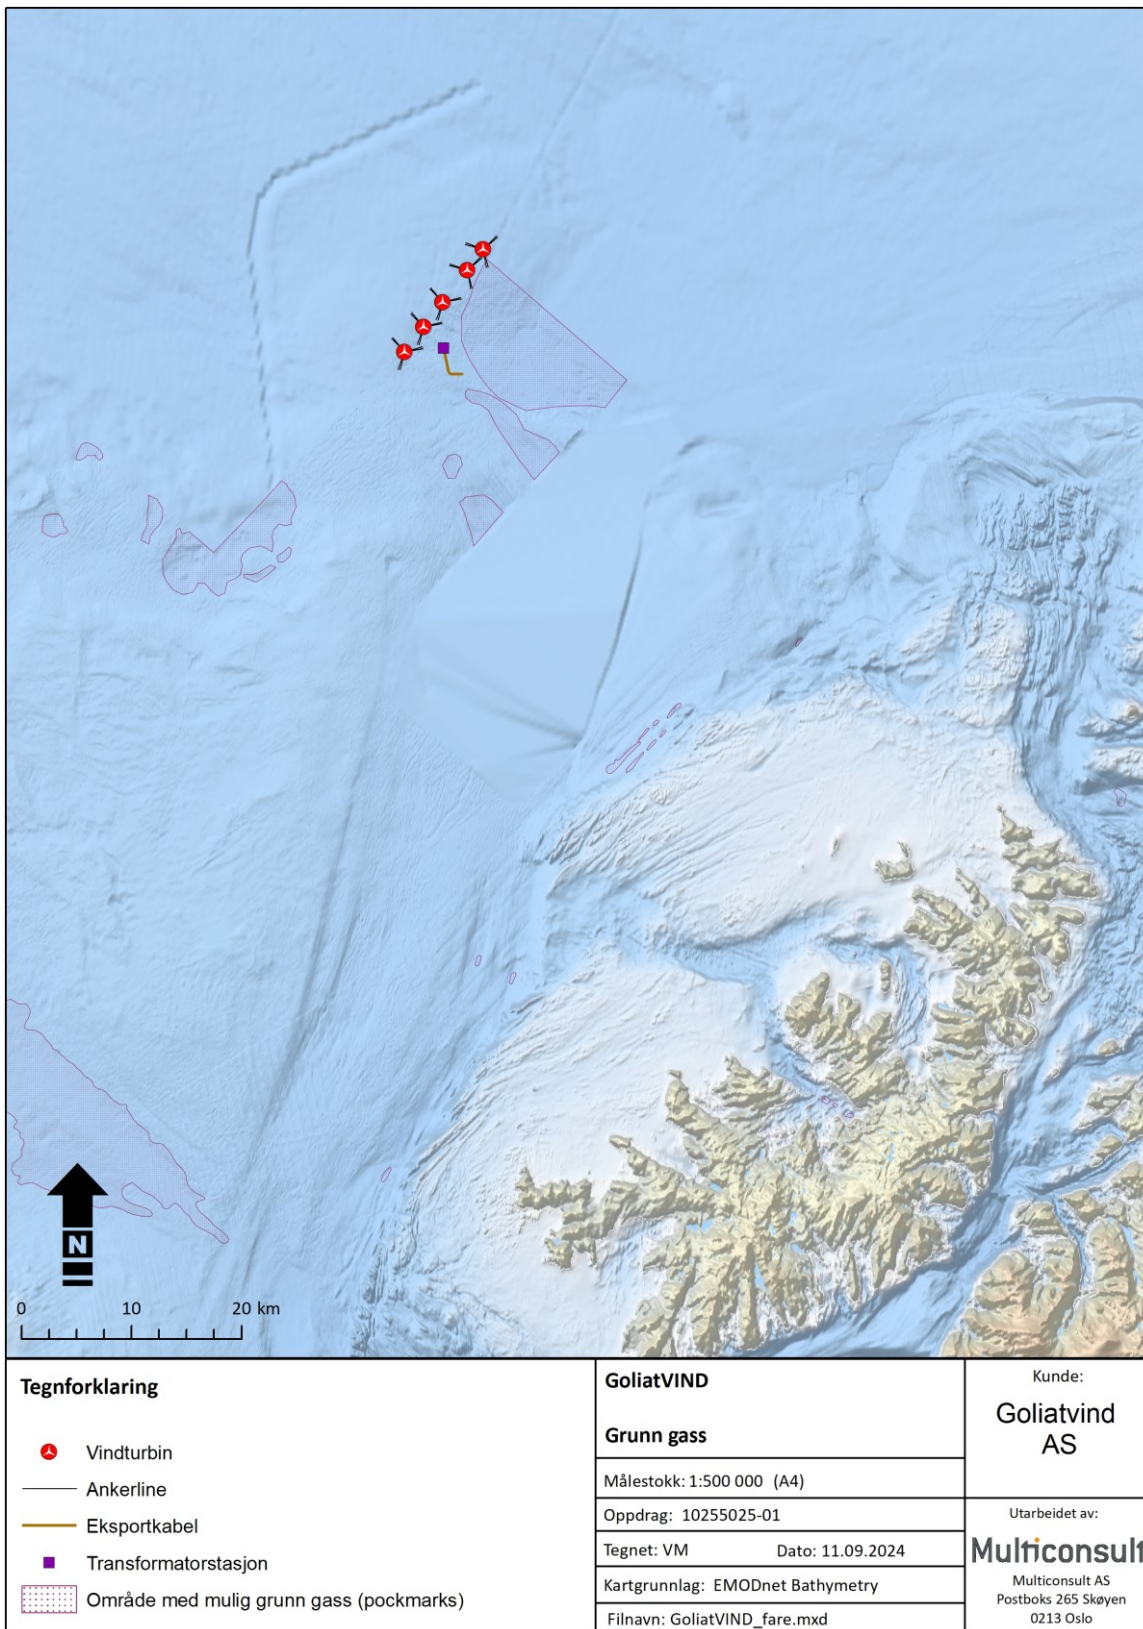 N
0 10 20 km
Tegnforklaring
Vindturbin
Ankerline
Eksportkabel
Transformatorstasjon
Område med mulig grunn gass (pockmarks)
GoliatVIND
Grunn gass
Målestokk: 1:500 000 (A4)
Oppdrag: 10255025-01
Tegnet: VM Dato: 11.09.2024
Kartgrunnlag: EMODnet Bathymetry
Filnavn: GoliatVIND_fare.mxd
Kunde:
Goliatvind
AS
Utarbeidet av:
Multiconsult
Multiconsult AS
Postboks 265 Skøyen
0213 Oslo